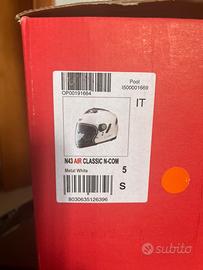 Pool
OP00191664
I500001669
IT
N43 AIR CLASSIC N-COM
Metal White
5
S
8030635126396
subito